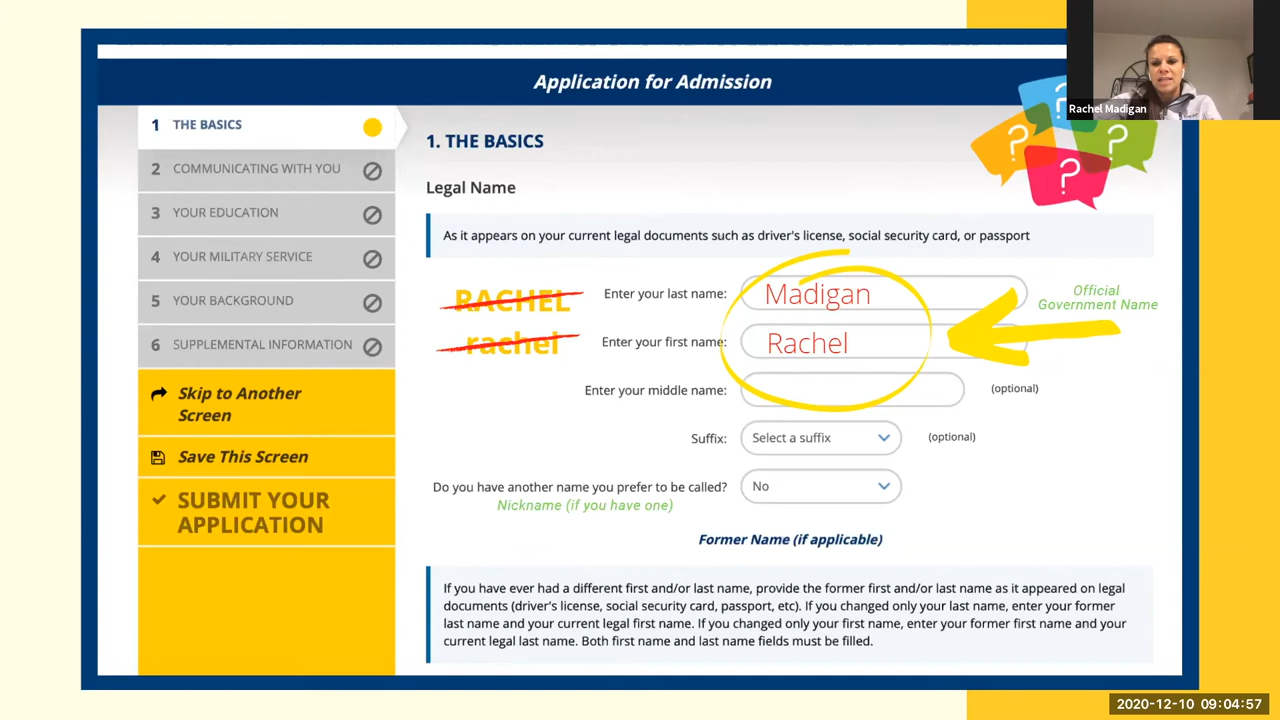 Application for Admission
Rachel Madigan
1 THE BASICS
2 COMMUNICATING WITH YOU
3 YOUR EDUCATION
4 YOUR MILITARY SERVICE
5 YOUR BACKGROUND
6 SUPPLEMENTAL INFORMATION
Skip to Another
Screen
Save This Screen
SUBMIT YOUR
APPLICATION
1. THE BASICS
Legal Name
As it appears on your current legal documents such as driver's license, social security card, or passport
RACHEL
rachel
Enter your last name: Madigan
Official
Government Name
Enter your first name: Rachel
Enter your middle name: (optional)
Suffix: Select a suffix (optional)
Do you have another name you prefer to be called? No
Nickname (if you have one)
Former Name (if applicable)
If you have ever had a different first and/or last name, provide the former first and/or last name as it appeared on legal
documents (driver's license, social security card, passport, etc). If you changed only your last name, enter your former
last name and your current legal first name. If you changed only your first name, enter your former first name and your
current legal last name. Both first name and last name fields must be filled.
? ? ? ?
2020-12-10 09:04:57